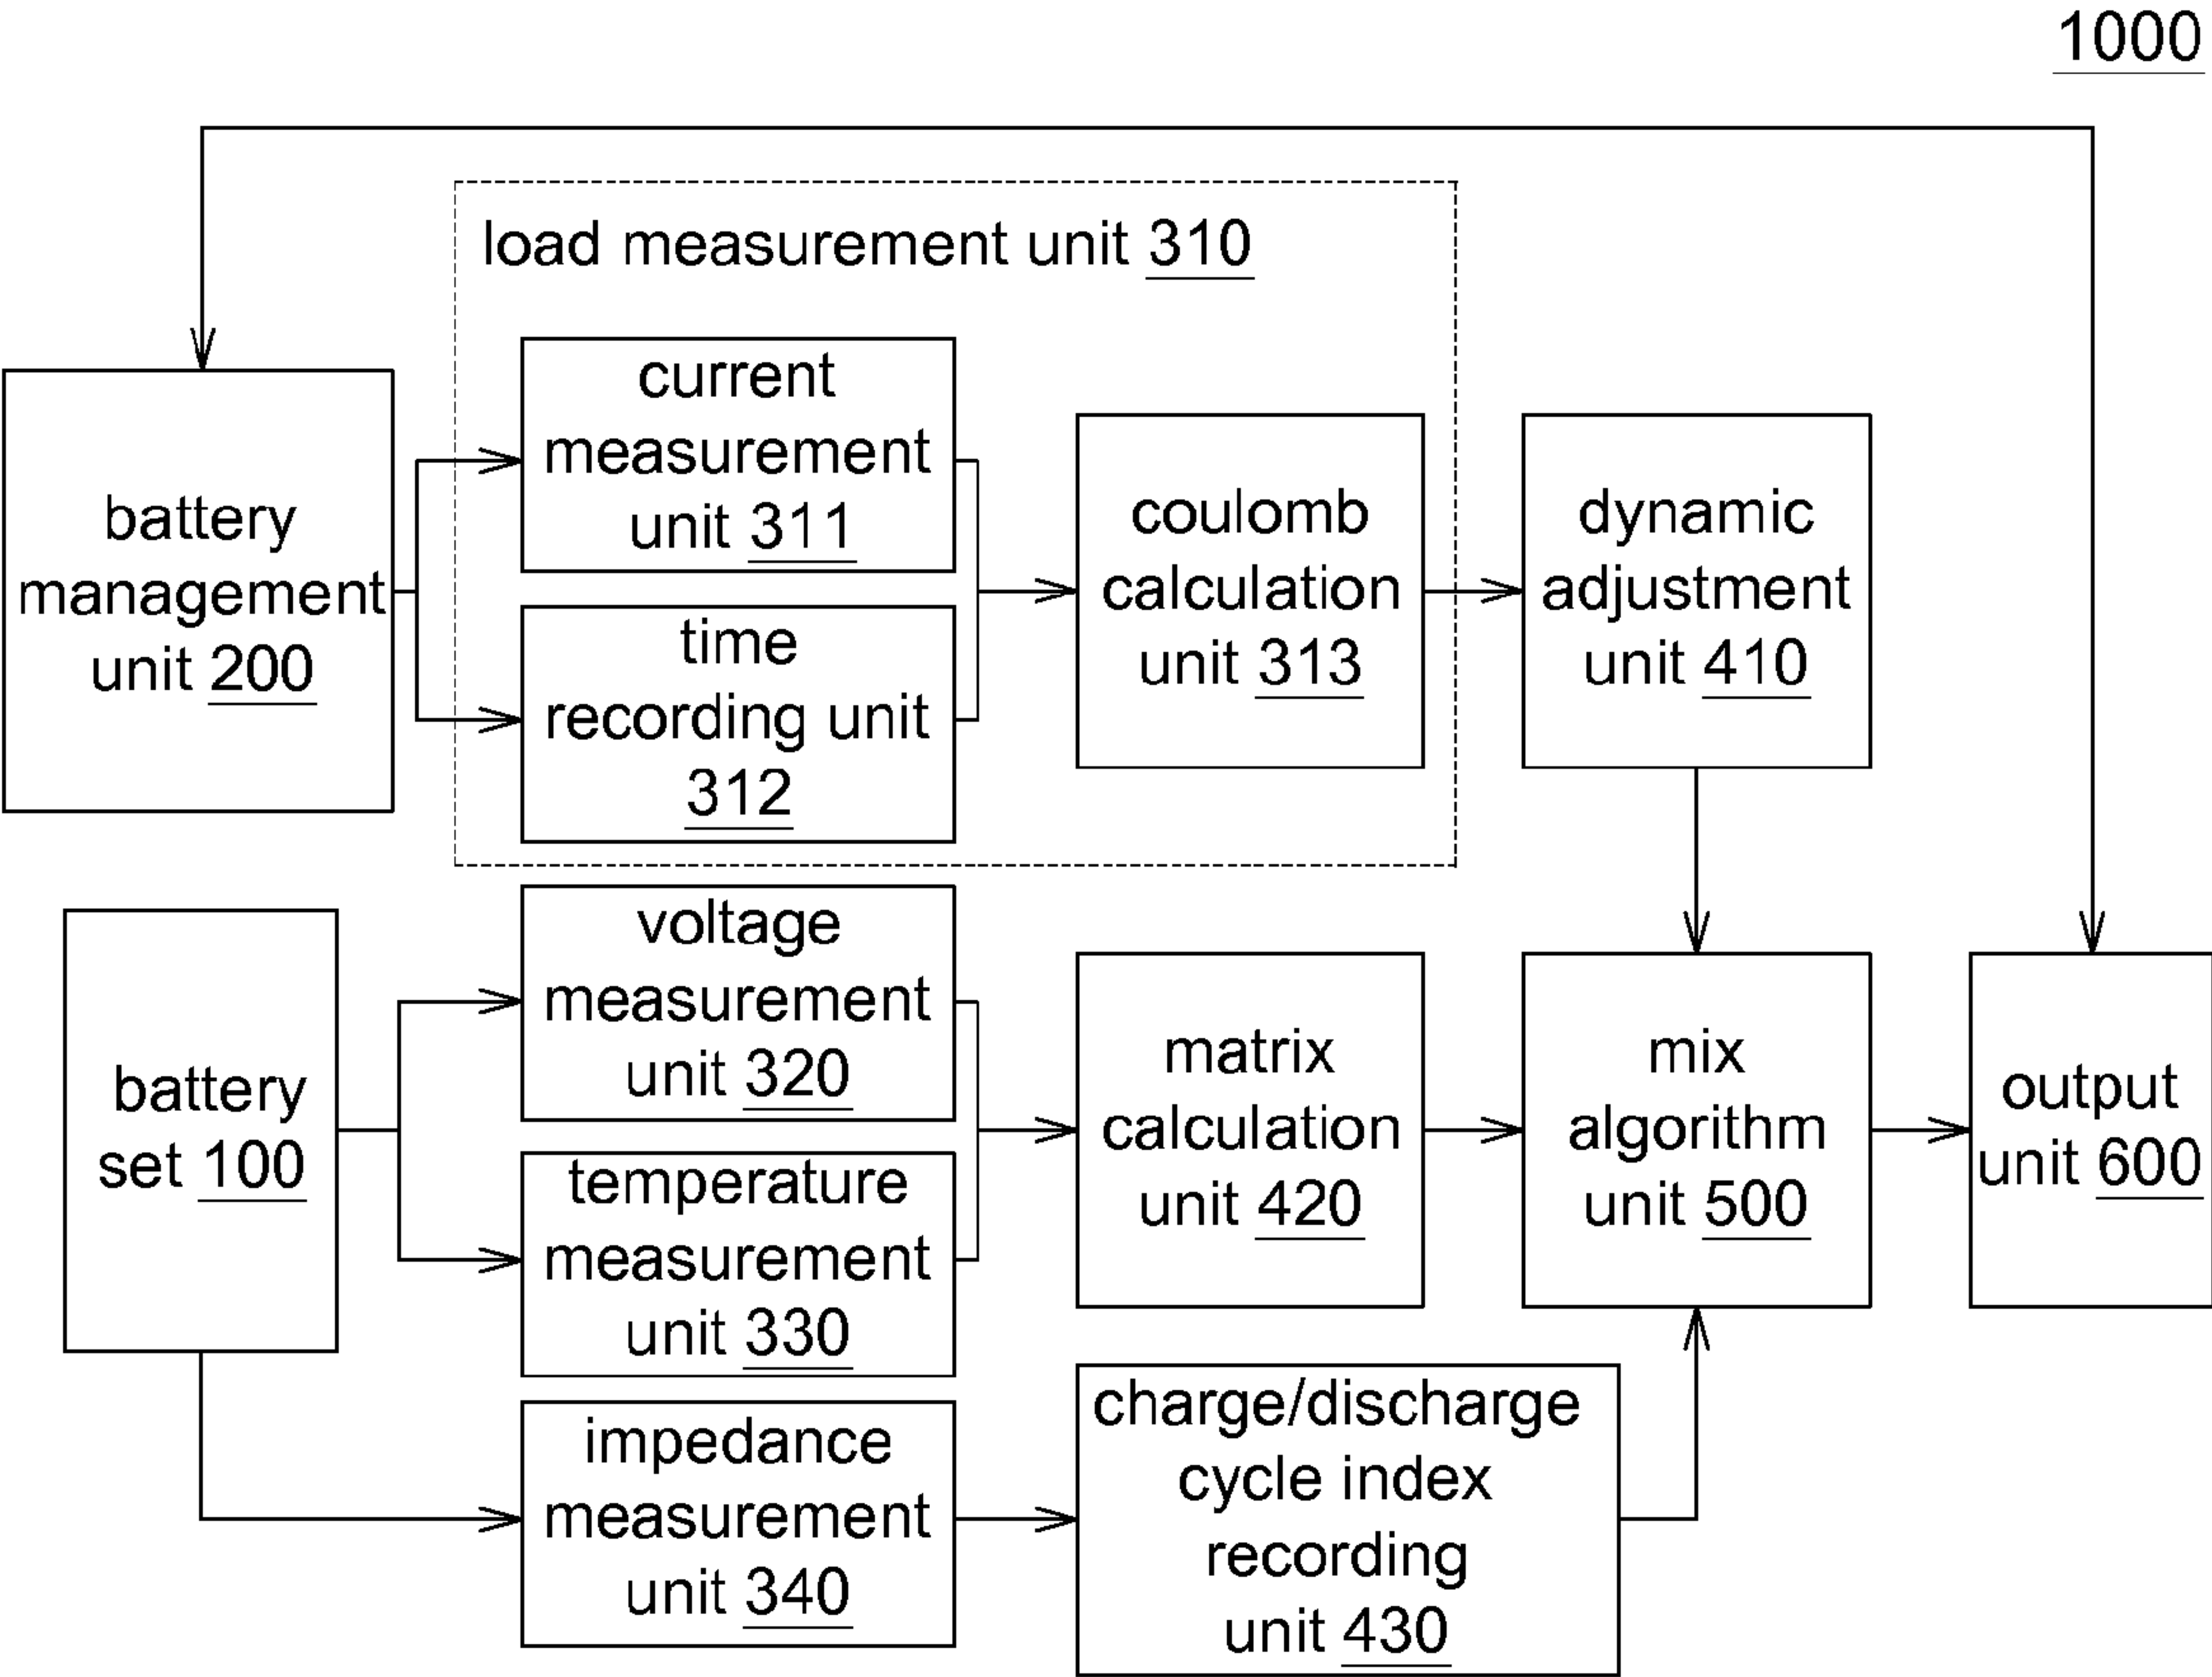 1000
load measurement unit 310
current
measurement
unit 311
time
recording unit
312
coulomb
calculation
unit 313
dynamic
adjustment
unit 410
battery
management
unit 200
voltage
measurement
unit 320
temperature
measurement
unit 330
impedance
measurement
unit 340
battery
set 100
matrix
calculation
unit 420
mix
algorithm
unit 500
output
unit 600
charge/discharge
cycle index
recording
unit 430